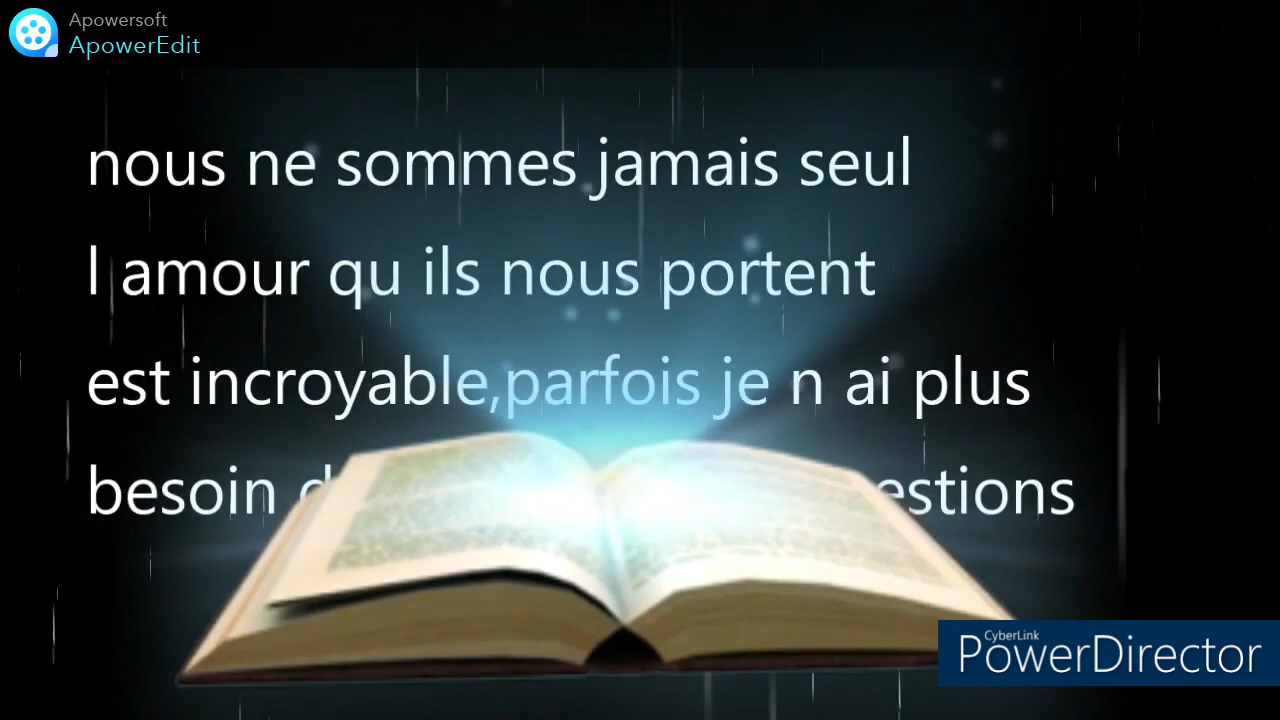 Apowersoft
ApowerEdit
nous ne sommes jamais seul
l amour qu ils nous portent
est incroyable,parfois je n ai plus
besoin
CyberLink
PowerDirector